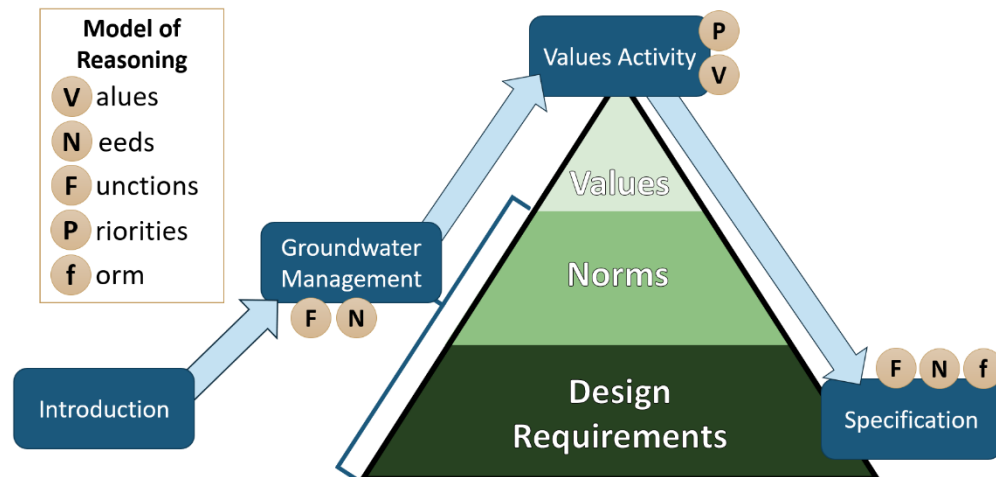 Model of
Reasoning
V alues
N eeds
F unctions
P riorities
f orm
Introduction
Groundwater
Management
F N
Values Activity
P
V
Values
Norms
Design
Requirements
F N f
Specification